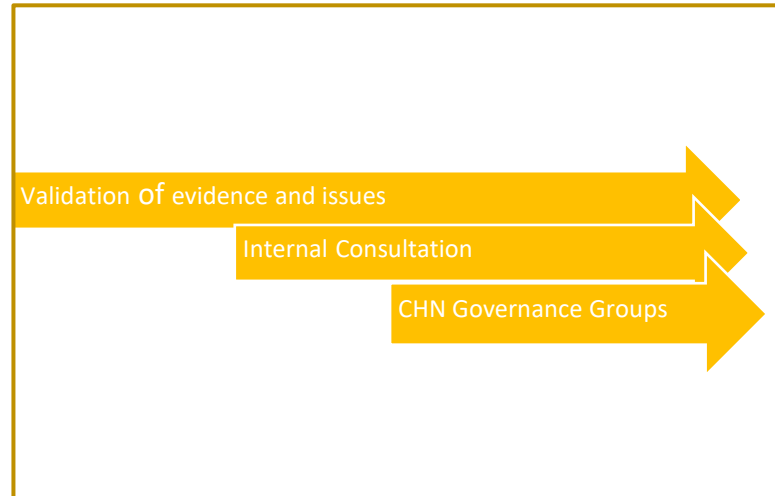 Validation of evidence and issues
Internal Consultation
CHN Governance Groups